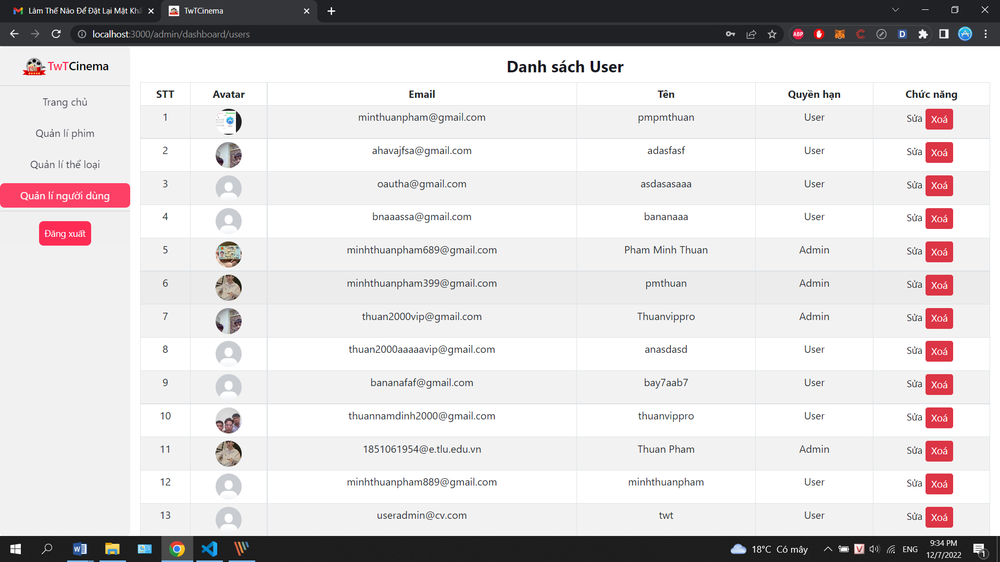 Làm Thế Nào Để Đặt Lại Mật Khẩ
TwTCinema
localhost:3000/admin/dashboard/users
ABP
D
TwTCinema
Trang chủ
Quản lí phim
Quản lí thể loại
Quản lí người dùng
Đăng xuất
Danh sách User
STT Avatar Email Tên Quyền hạn Chức năng
1 minthuanpham@gmail.com pmpmthuan User Sửa Xoá
2 ahavajfsa@gmail.com adasfasf User Sửa Xoá
3 oautha@gmail.com asdasasaaa User Sửa Xoá
4 bnaaassa@gmail.com bananaaa User Sửa Xoá
5 minhthuanpham689@gmail.com Pham Minh Thuan Admin Sửa Xoá
6 minhthuanpham399@gmail.com pmthuan Admin Sửa Xoá
7 thuan2000vip@gmail.com Thuanvippro Admin Sửa Xoá
8 thuan2000aaaaavip@gmail.com anasdasd User Sửa Xoá
9 bananafaf@gmail.com bay7aab7 User Sửa Xoá
10 thuannamdinh2000@gmail.com thuanvippro User Sửa Xoá
11 1851061954@e.tlu.edu.vn Thuan Pham Admin Sửa Xoá
12 minhthuanpham889@gmail.com minhthuanpham User Sửa Xoá
13 useradmin@cv.com twt User Sửa Xoá
18°C Có mây
V
ENG
9:34 PM
12/7/2022
1